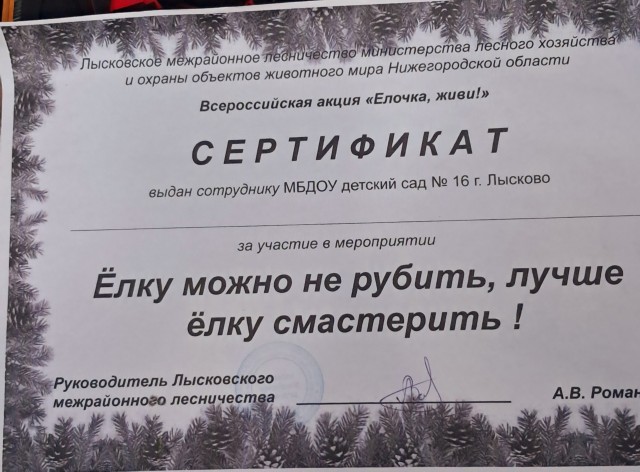 Лысковское межрайонное лесничество министерства лесного хозяйства
и охраны объектов животного мира Нижегородской области
Всероссийская акция «Елочка, живи!»
СЕРТИФИКАТ
выдан сотруднику МБДОУ детский сад № 16 г. Лысково
за участие в мероприятии
Ёлку можно не рубить, лучше
ёлку смастерить !
Руководитель Лысковского
межрайонного лесничества
А.В. Роман